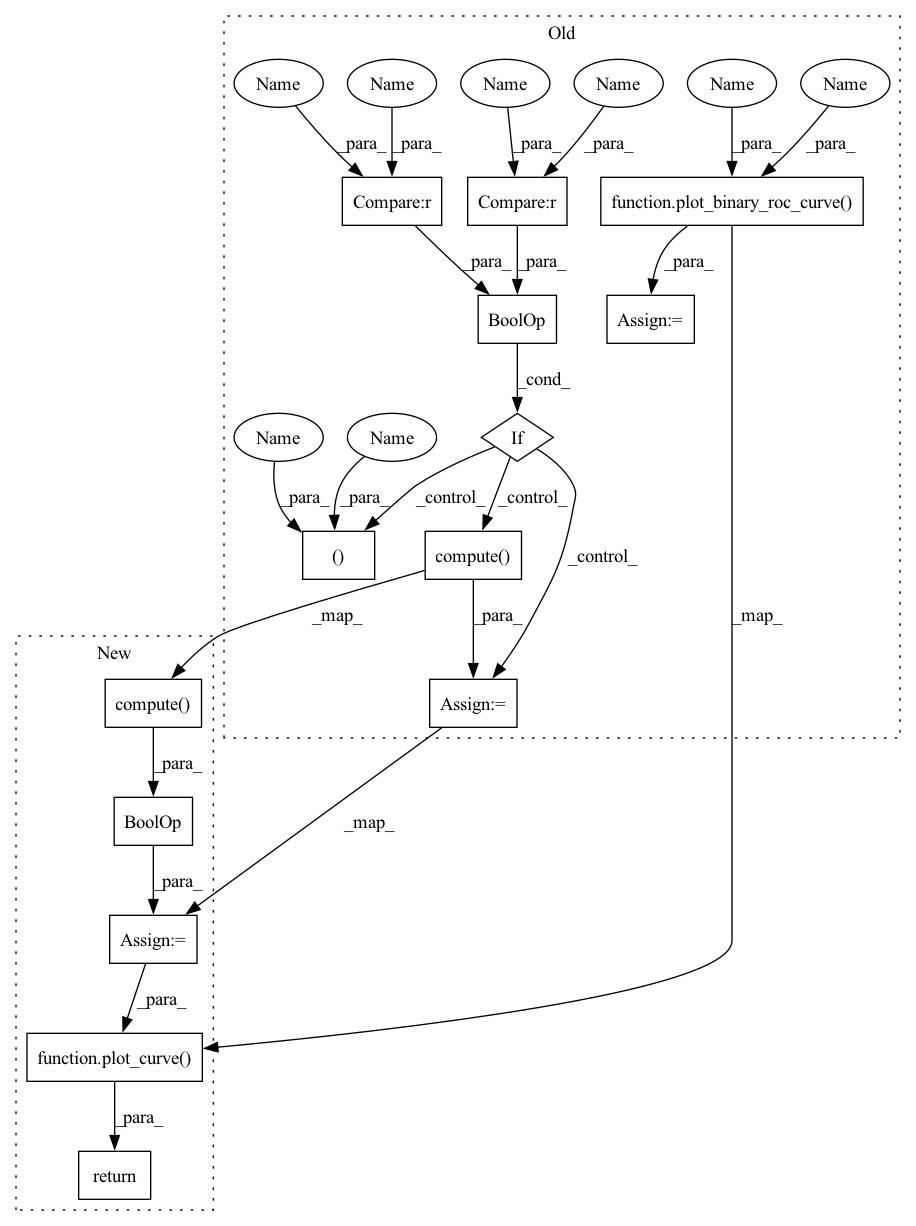 Old
Name
Name
Name
Name
Name
Name
_para_
_para_
_para_
_para_
_para_
_para_
Compare:r
Compare:r
function.plot_binary_roc_curve()
_para_
_para_
_para_
BoolOp
Assign:=
_cond_
Name
Name
If
_para_
_para_
_control_
_control_
()
compute()
_control_
_map_
_para_
_map_
New
compute()
Assign:=
_para_
BoolOp
_map_
_para_
Assign:=
_para_
function.plot_curve()
_para_
return